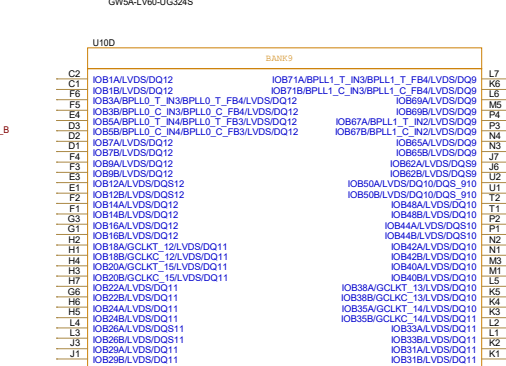 GW5A-LV60-UG324S
U10D
BANK9
C2 IOB1A/LVDS/DQ12 IOB71A/BPLL1_T_IN3/BPLL1_T_FB4/LVDS/DQ9 L7
C1 IOB1B/LVDS/DQ12 IOB71B/BPLL1_C_IN3/BPLL1_C_FB4/LVDS/DQ9 K6
F6 IOB3A/BPLL0_T_IN3/BPLL0_T_FB4/LVDS/DQ12 IOB69A/LVDS/DQ9 L6
F5 IOB3B/BPLL0_C_IN3/BPLL0_C_FB4/LVDS/DQ12 IOB69B/LVDS/DQ9 M5
E4 IOB5A/BPLL0_T_IN4/BPLL0_T_FB3/LVDS/DQ12 IOB67A/BPLL1_T_IN2/LVDS/DQ9 P4
_B D3 IOB5B/BPLL0_C_IN4/BPLL0_C_FB3/LVDS/DQ12 IOB67B/BPLL1_C_IN2/LVDS/DQ9 P3
D2 IOB7A/LVDS/DQ12 IOB65A/LVDS/DQ9 N4
D1 IOB7B/LVDS/DQ12 IOB65B/LVDS/DQ9 N3
F4 IOB9A/LVDS/DQ12 IOB62A/LVDS/DQS9 J7
F3 IOB9B/LVDS/DQ12 IOB62B/LVDS/DQS9 J6
E3 IOB12A/LVDS/DQS12 IOB50A/LVDS/DQ10/DQS_910 U2
E1 IOB12B/LVDS/DQS12 IOB50B/LVDS/DQ10/DQS_910 U1
F2 IOB14A/LVDS/DQ12 IOB48A/LVDS/DQ10 T2
F1 IOB14B/LVDS/DQ12 IOB48B/LVDS/DQ10 T1
G3 IOB16A/LVDS/DQ12 IOB44A/LVDS/DQS10 P2
G1 IOB16B/LVDS/DQ12 IOB44B/LVDS/DQS10 P1
H2 IOB18A/GCLKT_12/LVDS/DQ11 IOB42A/LVDS/DQ10 N2
H1 IOB18B/GCLKC_12/LVDS/DQ11 IOB42B/LVDS/DQ10 N1
H4 IOB20A/GCLKT_15/LVDS/DQ11 IOB40A/LVDS/DQ10 M3
H3 IOB20B/GCLKC_15/LVDS/DQ11 IOB40B/LVDS/DQ10 M1
H7 IOB22A/LVDS/DQ11 IOB38A/GCLKT_13/LVDS/DQ10 L5
G6 IOB22B/LVDS/DQ11 IOB38B/GCLKC_13/LVDS/DQ10 K5
H6 IOB24A/LVDS/DQ11 IOB35A/GCLKT_14/LVDS/DQ10 K4
H5 IOB24B/LVDS/DQ11 IOB35B/GCLKC_14/LVDS/DQ10 K3
L4 IOB26A/LVDS/DQS11 IOB33A/LVDS/DQ11 L2
L3 IOB26B/LVDS/DQS11 IOB33B/LVDS/DQ11 L1
J3 IOB29A/LVDS/DQ11 IOB31A/LVDS/DQ11 K2
J1 IOB29B/LVDS/DQ11 IOB31B/LVDS/DQ11 K1